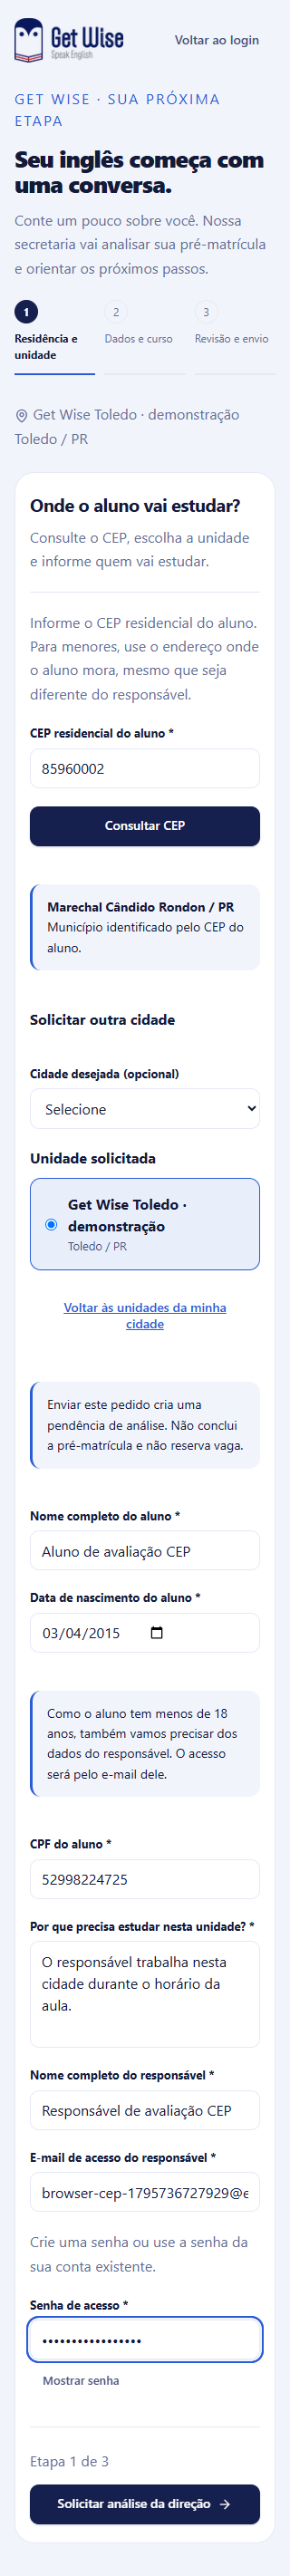 Get Wise
Speak English
Voltar ao login
GET WISE · SUA PRÓXIMA
ETAPA
Seu inglês começa com
uma conversa.
Conte um pouco sobre você. Nossa
secretaria vai analisar sua pré-matrícula
e orientar os próximos passos.
1
2
3
Residência e
unidade
Dados e curso
Revisão e envio
Get Wise Toledo · demonstração
Toledo / PR
Onde o aluno vai estudar?
Consulte o CEP, escolha a unidade
e informe quem vai estudar.
Informe o CEP residencial do aluno.
Para menores, use o endereço onde
o aluno mora, mesmo que seja
diferente do responsável.
CEP residencial do aluno *
85960002
Consultar CEP
Marechal Cândido Rondon / PR
Município identificado pelo CEP do
aluno.
Solicitar outra cidade
Cidade desejada (opcional)
Selecione
Unidade solicitada
Get Wise Toledo ·
demonstração
Toledo / PR
Voltar às unidades da minha
cidade
Enviar este pedido cria uma
pendência de análise. Não conclui
a pré-matrícula e não reserva vaga.
Nome completo do aluno *
Aluno de avaliação CEP
Data de nascimento do aluno *
03/04/2015
Como o aluno tem menos de 18
anos, também vamos precisar dos
dados do responsável. O acesso
será pelo e-mail dele.
CPF do aluno *
52998224725
Por que precisa estudar nesta unidade? *
O responsável trabalha nesta
cidade durante o horário da
aula.
Nome completo do responsável *
Responsável de avaliação CEP
E-mail de acesso do responsável *
browser-cep-1795736727929@e
Crie uma senha ou use a senha da
sua conta existente.
Senha de acesso *
•••••••••••••••••
Mostrar senha
Etapa 1 de 3
Solicitar análise da direção →